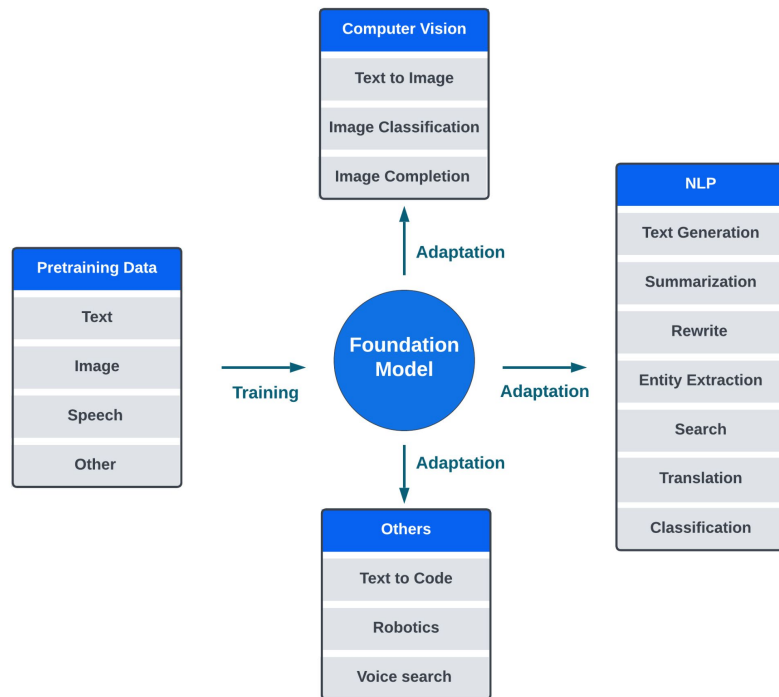 Computer Vision
Text to Image
Image Classification
Image Completion
Adaptation
Pretraining Data
Text
Image
Speech
Other
Training
Foundation
Model
Adaptation
NLP
Text Generation
Summarization
Rewrite
Entity Extraction
Search
Translation
Classification
Adaptation
Others
Text to Code
Robotics
Voice search